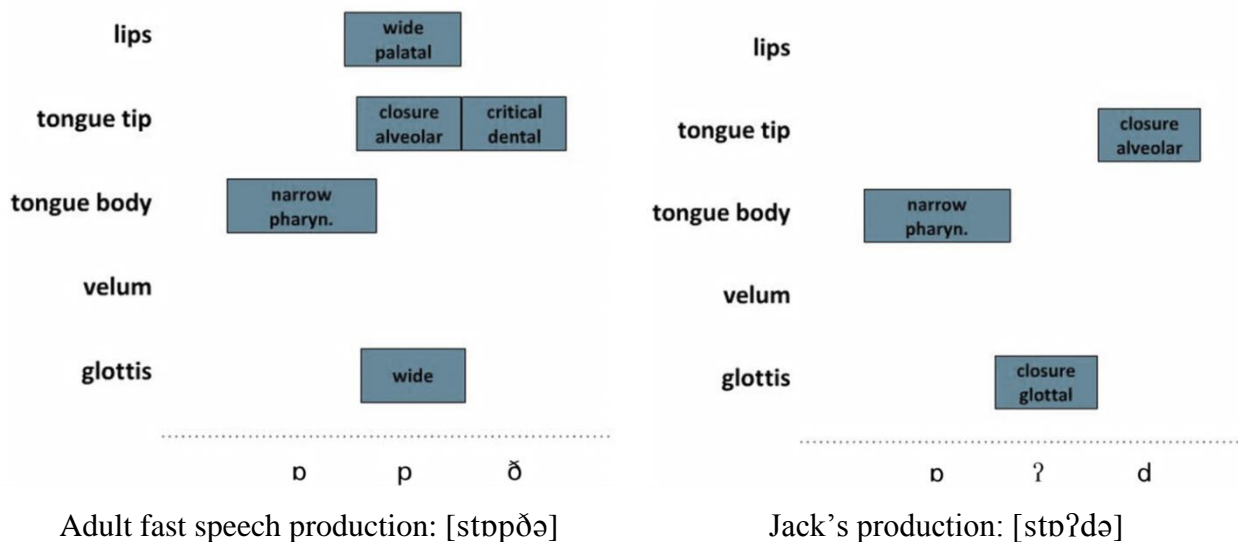 lips
wide
palatal
tongue tip
closure
alveolar
critical
dental
tongue body
narrow
pharyn.
velum
glottis
wide
ɒ p ð
Adult fast speech production: [stɒpðə]
lips
tongue tip
closure
alveolar
tongue body
narrow
pharyn.
velum
glottis
closure
glottal
ɒ ʔ d
Jack’s production: [stɒʔdə]